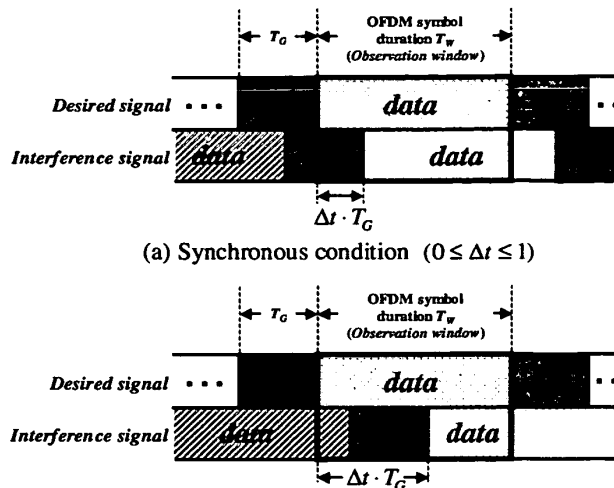 OFDM symbol
T_G
duration T_W
(Observation window)
Desired signal ... data ...
Interference signal data data
Δt · T_G
(a) Synchronous condition (0 ≤ Δt ≤ 1)
OFDM symbol
T_G
duration T_W
(Observation window)
Desired signal ... data ...
Interference signal data data
Δt · T_G